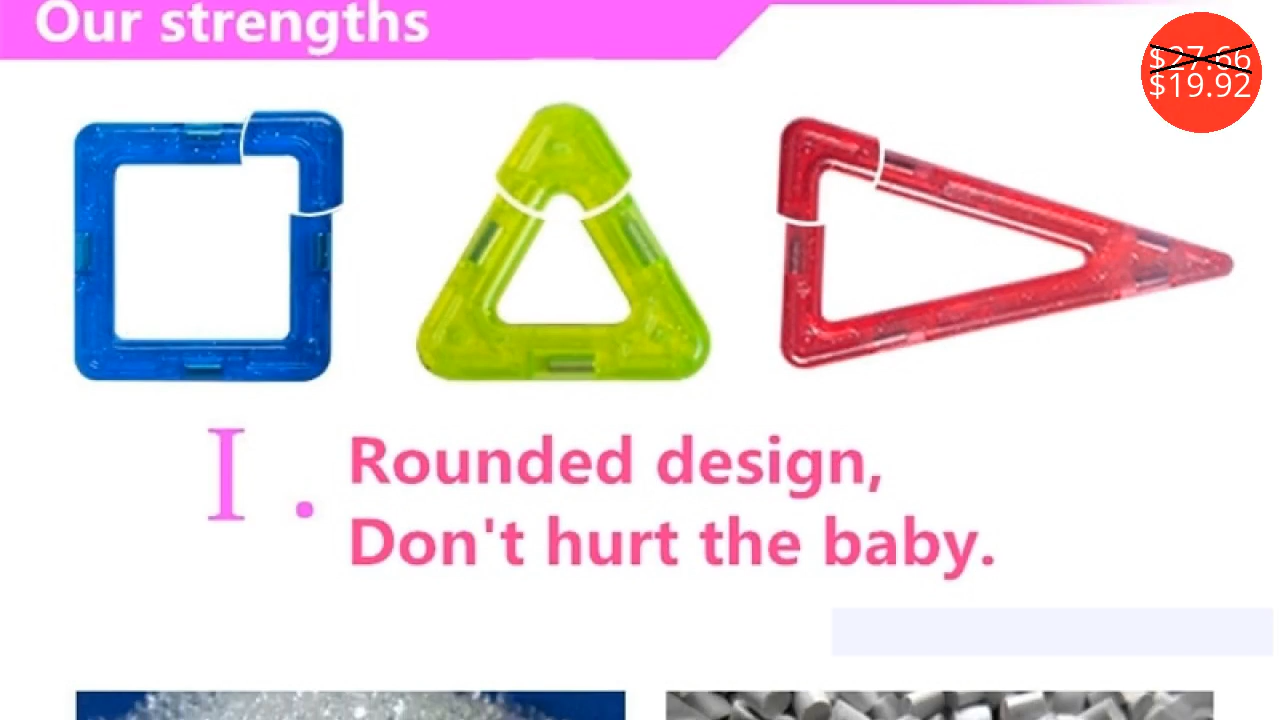 Our strengths
$27.66
$19.92
I. Rounded design,
Don't hurt the baby.